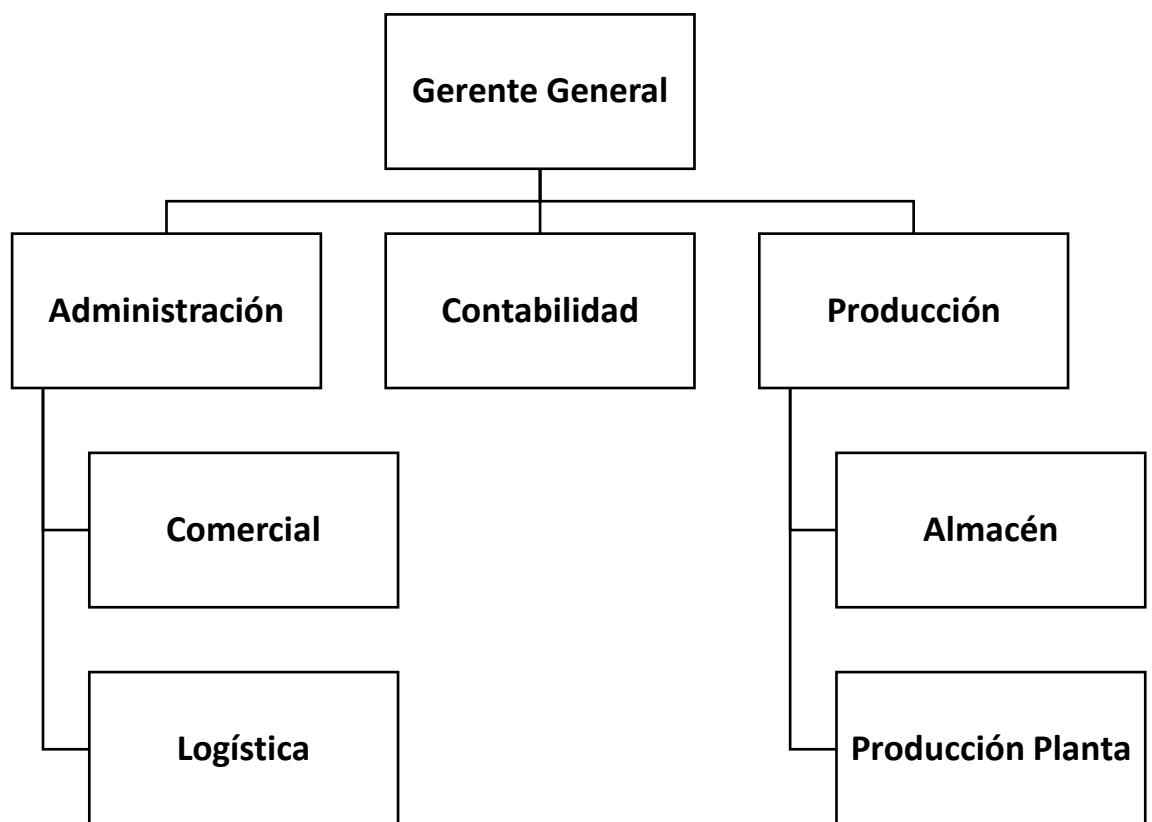 Gerente General
Administración
Contabilidad
Producción
Comercial
Almacén
Logística
Producción Planta